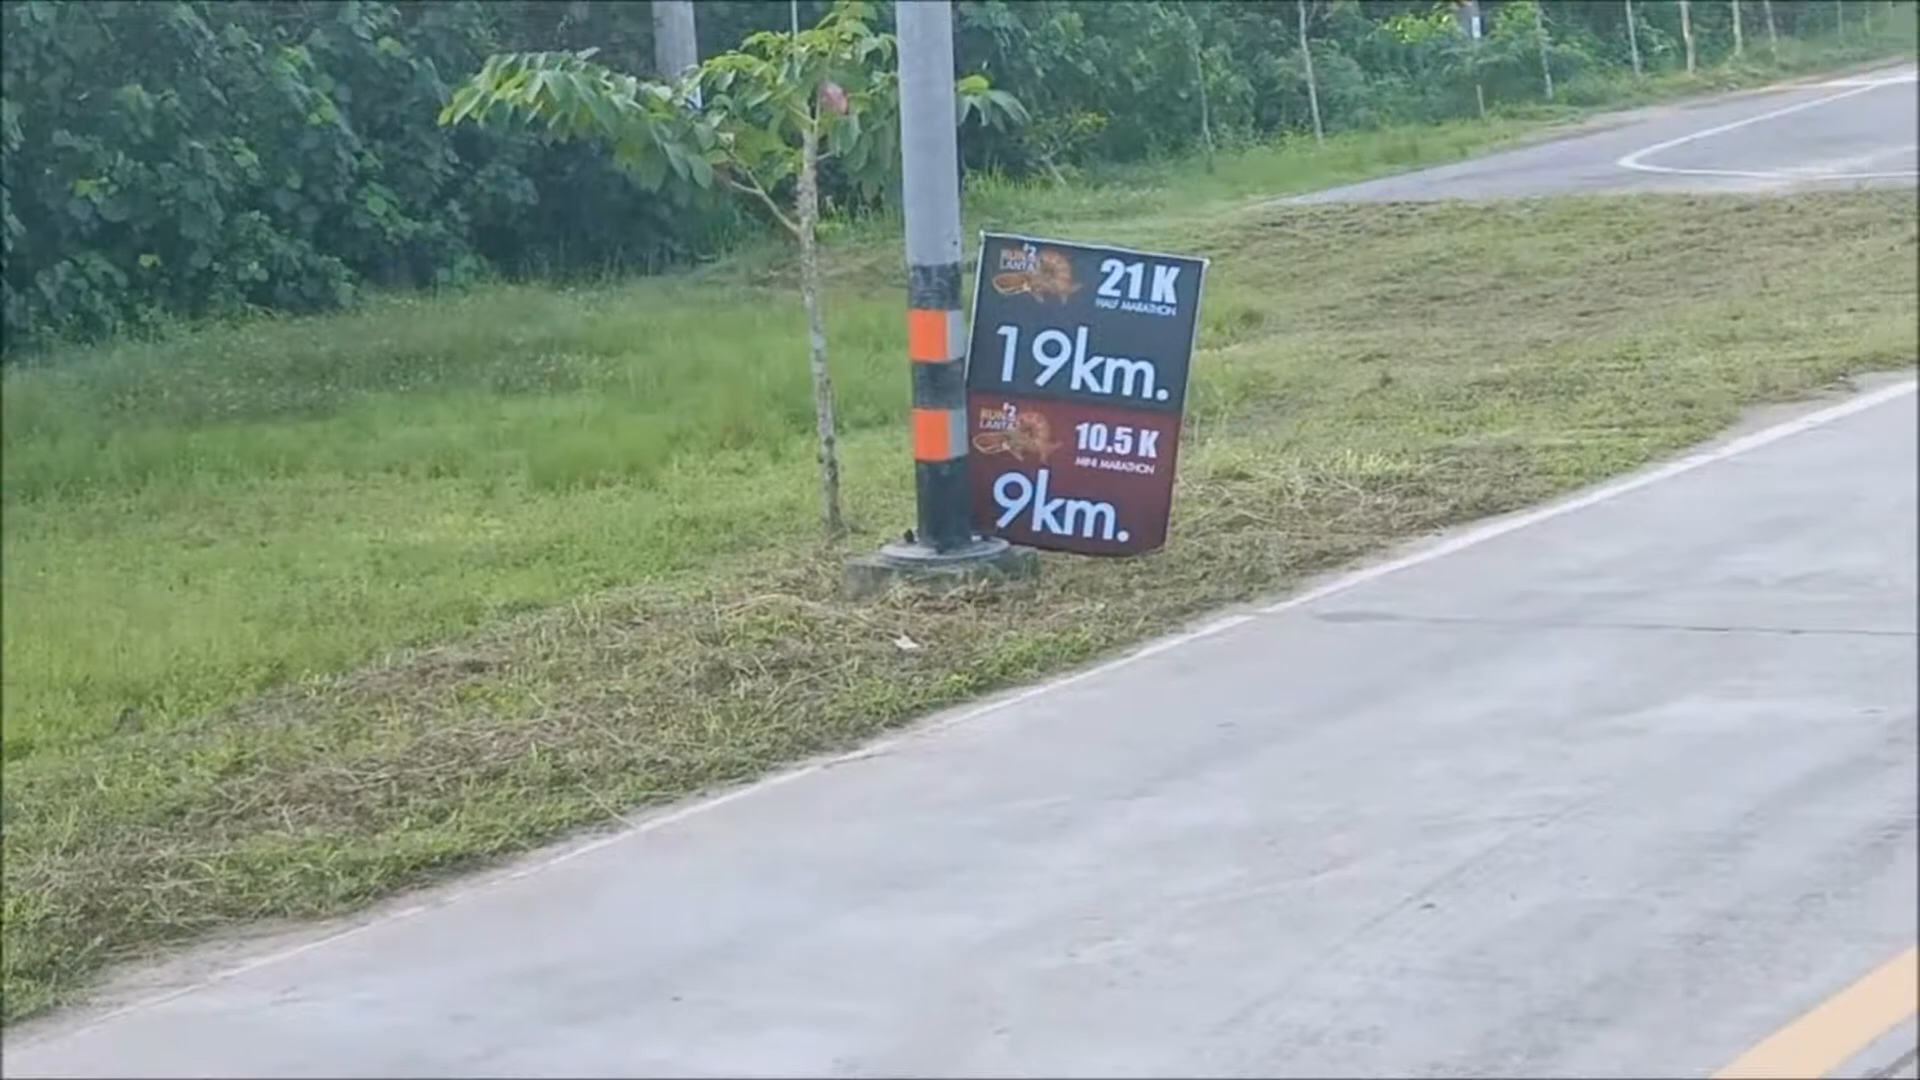 #2
RUN
LANTA
21 K
HALF MARATHON
19km.
#2
RUN
LANTA
10.5 K
MINI MARATHON
9km.